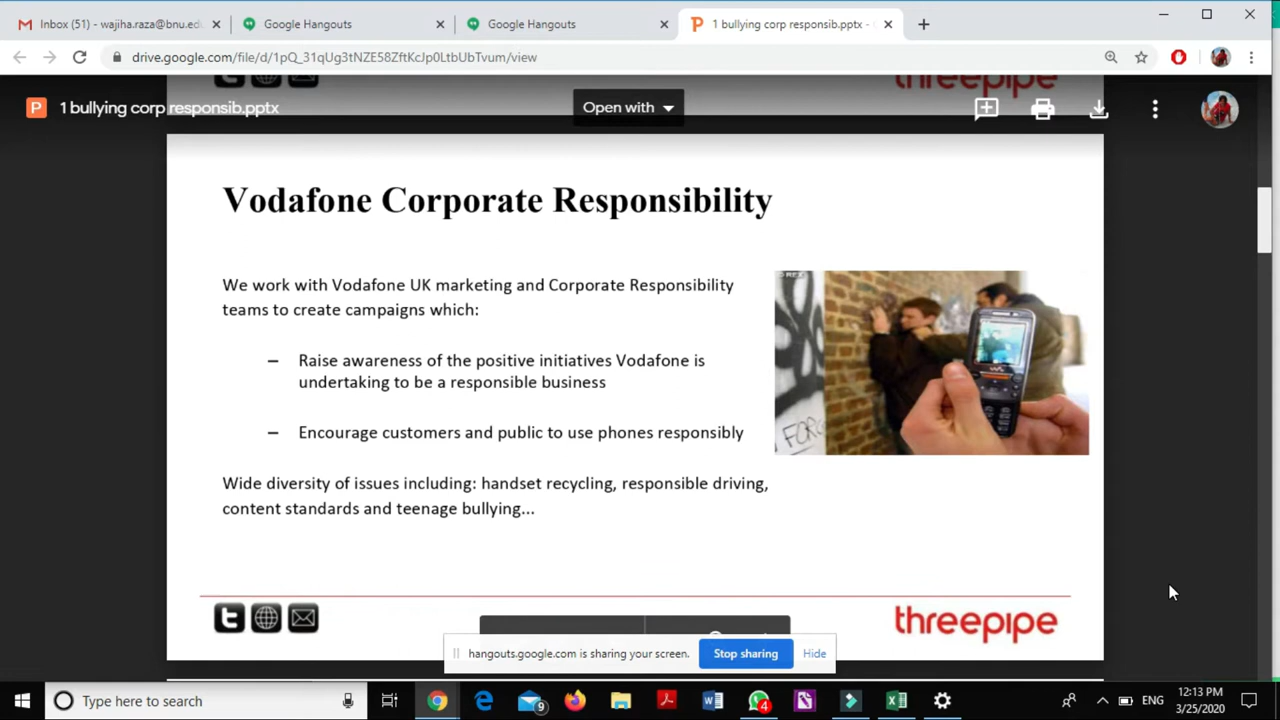 Inbox (51) - wajiha.raza@bnu.edu
Google Hangouts
Google Hangouts
1 bullying corp responsib.pptx -
drive.google.com/file/d/1pQ_31qUg3tNZE58ZftKcJp0LtbUbTvum/view
threepipe
P 1 bullying corp responsib.pptx
Open with
Vodafone Corporate Responsibility
We work with Vodafone UK marketing and Corporate Responsibility
teams to create campaigns which:
– Raise awareness of the positive initiatives Vodafone is
undertaking to be a responsible business
– Encourage customers and public to use phones responsibly
Wide diversity of issues including: handset recycling, responsible driving,
content standards and teenage bullying...
threepipe
hangouts.google.com is sharing your screen.
Stop sharing
Hide
Type here to search
9
4
ENG
12:13 PM
3/25/2020